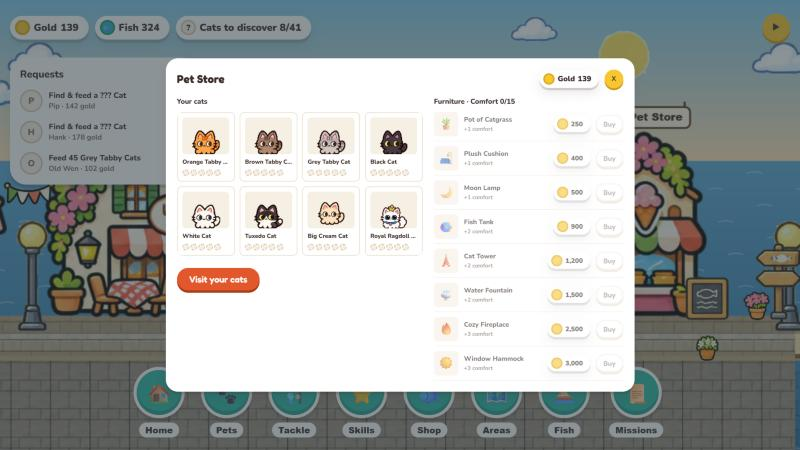 Gold 139
Fish 324
? Cats to discover 8/41
Requests
P Find & feed a ??? Cat
Pip · 142 gold
H Find & feed a ??? Cat
Hank · 178 gold
O Feed 45 Grey Tabby Cats
Old Wen · 102 gold
Pet Store
Gold 139
X
Your cats
Orange Tabby ...
Brown Tabby C...
Grey Tabby Cat
Black Cat
White Cat
Tuxedo Cat
Big Cream Cat
Royal Ragdoll ...
Visit your cats
Furniture · Comfort 0/15
Pot of Catgrass
+1 comfort
250
Buy
Plush Cushion
+1 comfort
400
Buy
Moon Lamp
+1 comfort
500
Buy
Fish Tank
+2 comfort
900
Buy
Cat Tower
+2 comfort
1,200
Buy
Water Fountain
+2 comfort
1,500
Buy
Cozy Fireplace
+3 comfort
2,500
Buy
Window Hammock
+3 comfort
3,000
Buy
Pet Store
Home
Pets
Tackle
Skills
Shop
Areas
Fish
Missions